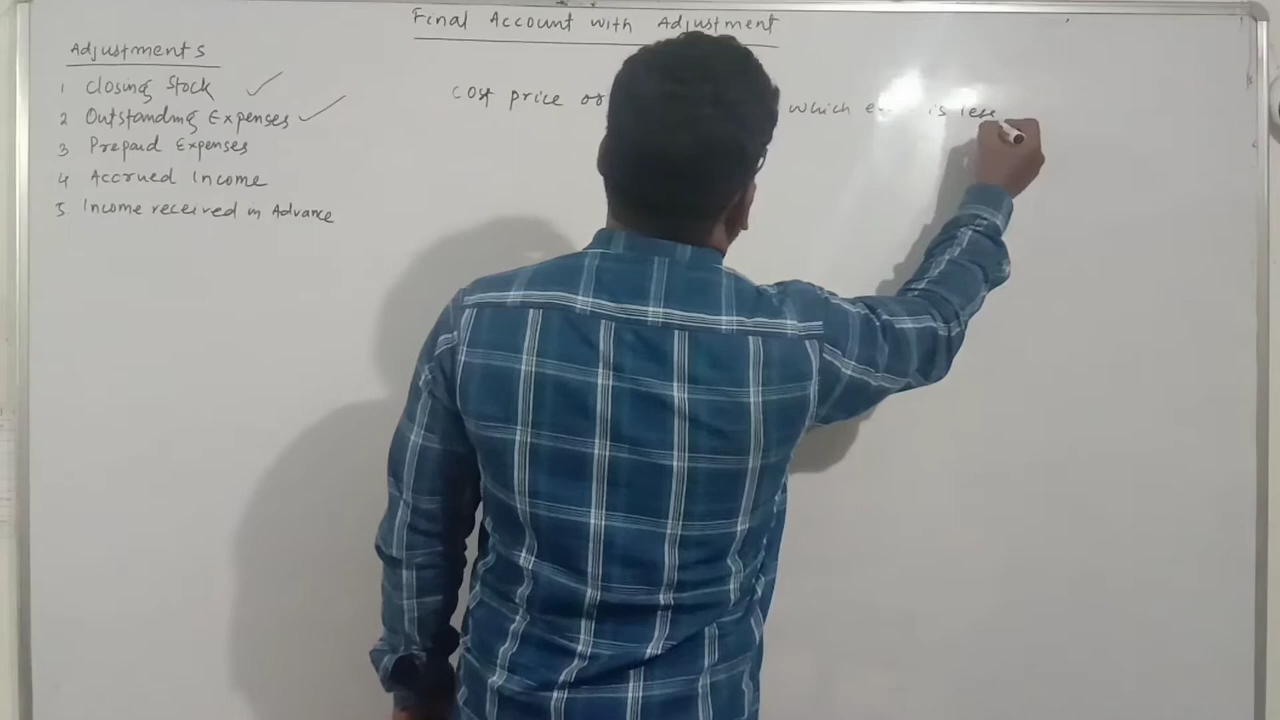 Final Account with Adjustment
Adjustments
1 Closing Stock
2 Outstanding Expenses
3 Prepaid Expenses
4 Accrued Income
5. Income received in Advance
Cost price or which is less